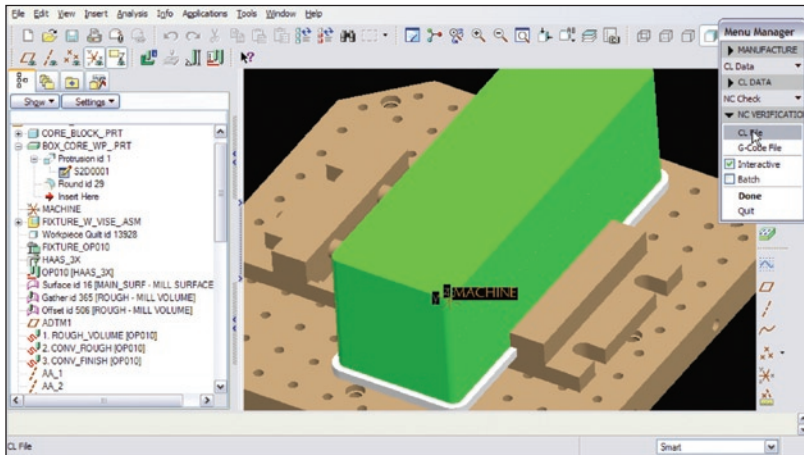 File Edit View Insert Analysis Info Applications Tools Window Help
Menu Manager
MANUFACTURE
CL Data
CL DATA
NC Check
NC VERIFICATIO
CL File
G-Code File
Interactive
Batch
Done
Quit
Show Settings
CORE_BLOCK_PRT
BOX_CORE_WP_PRT
Protrusion id 1
S2D0001
Round id 29
Insert Here
MACHINE
FIXTURE_W_VISE_ASM
Workpiece Quilt id 13928
FIXTURE_OP010
HAAS_3X
OP010 [HAAS_3X]
Surface id 16 [MAIN_SURF - MILL SURFACE
Gather id 365 [ROUGH - MILL VOLUME]
Offset id 506 [ROUGH - MILL VOLUME]
ADTM1
1. ROUGH_VOLUME [OP010]
2. CONV_ROUGH [OP010]
3. CONV_FINISH [OP010]
AA_1
AA_2
MACHINE
Y
CL File
Smart